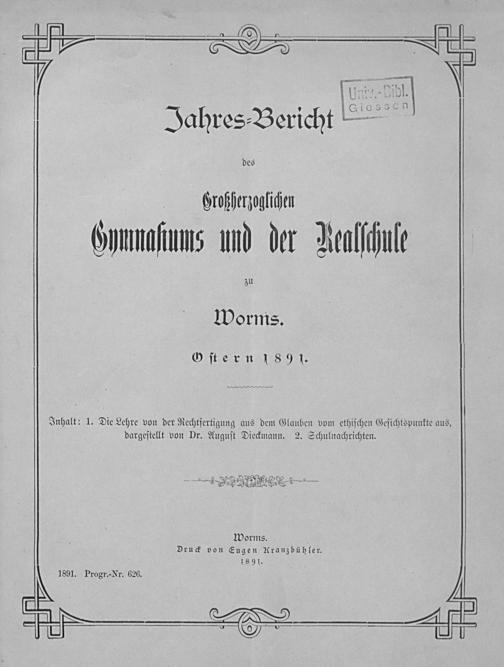 Univ.-Bibl.
Giessen
Jahres-Bericht
des
Großherzoglichen
Gymnasiums und der Realschule
zu
Worms.
Ostern 1891.
Inhalt: 1. Die Lehre von der Rechtfertigung aus dem Glauben vom ethischen Gesichtspunkte aus,
dargestellt von Dr. August Dieckmann. 2. Schulnachrichten.
Worms.
Druck von Eugen Kranzbühler.
1891.
1891. Progr.-Nr. 626.